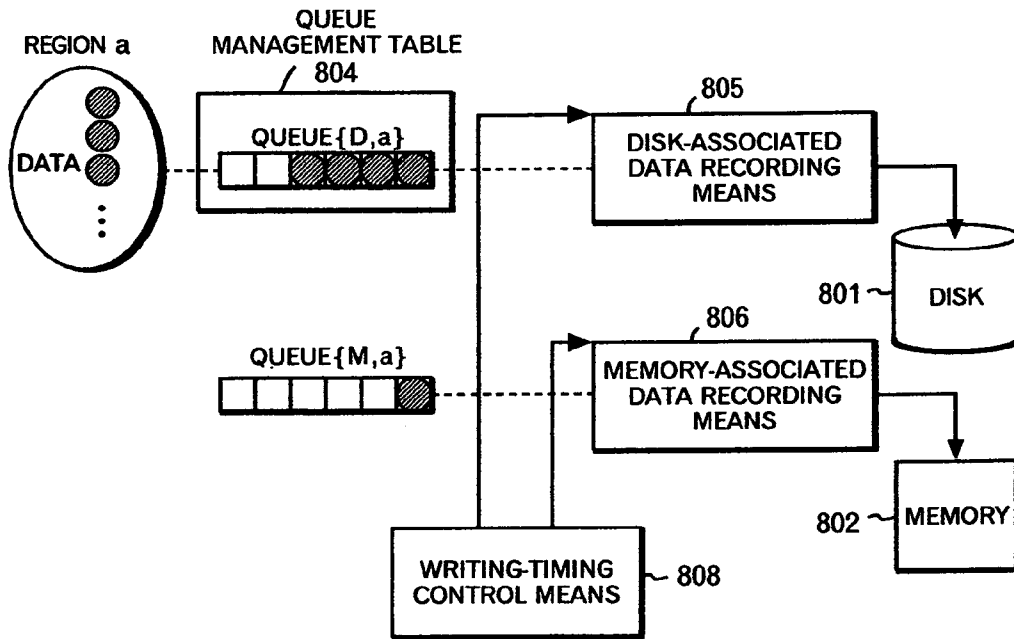 REGION a
QUEUE
MANAGEMENT TABLE
804
DATA
QUEUE{D,a}
805
DISK-ASSOCIATED
DATA RECORDING
MEANS
801
DISK
QUEUE{M,a}
806
MEMORY-ASSOCIATED
DATA RECORDING
MEANS
802
MEMORY
WRITING-TIMING
CONTROL MEANS
808